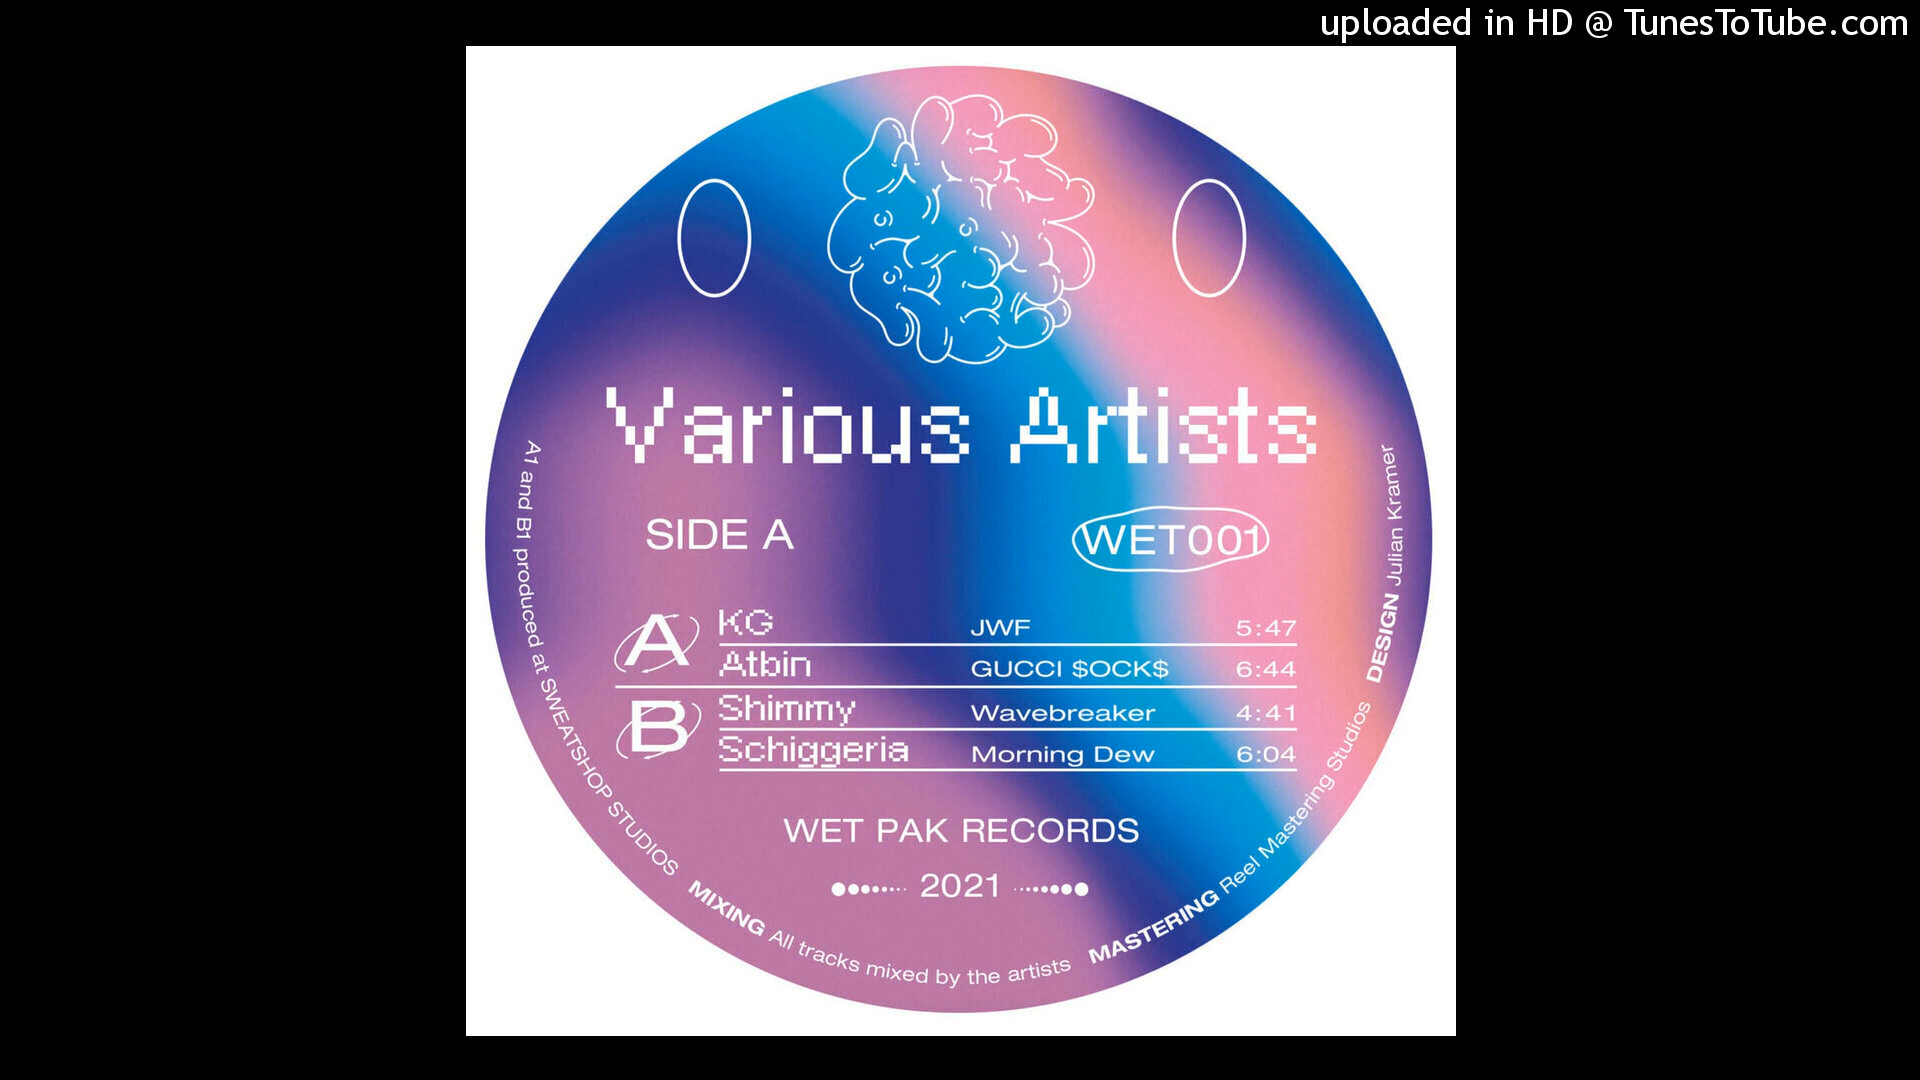 uploaded in HD @ TunesToTube.com
Various Artists
SIDE A
WET001
A
KG JWF 5:47
Atbin GUCCI $OCK$ 6:44
B
Shimmy Wavebreaker 4:41
Schiggeria Morning Dew 6:04
WET PAK RECORDS
2021
A1 and B1 produced at SWEATSHOP STUDIOS
MIXING All tracks mixed by the artists
MASTERING Reel Mastering Studios
DESIGN Julian Kramer